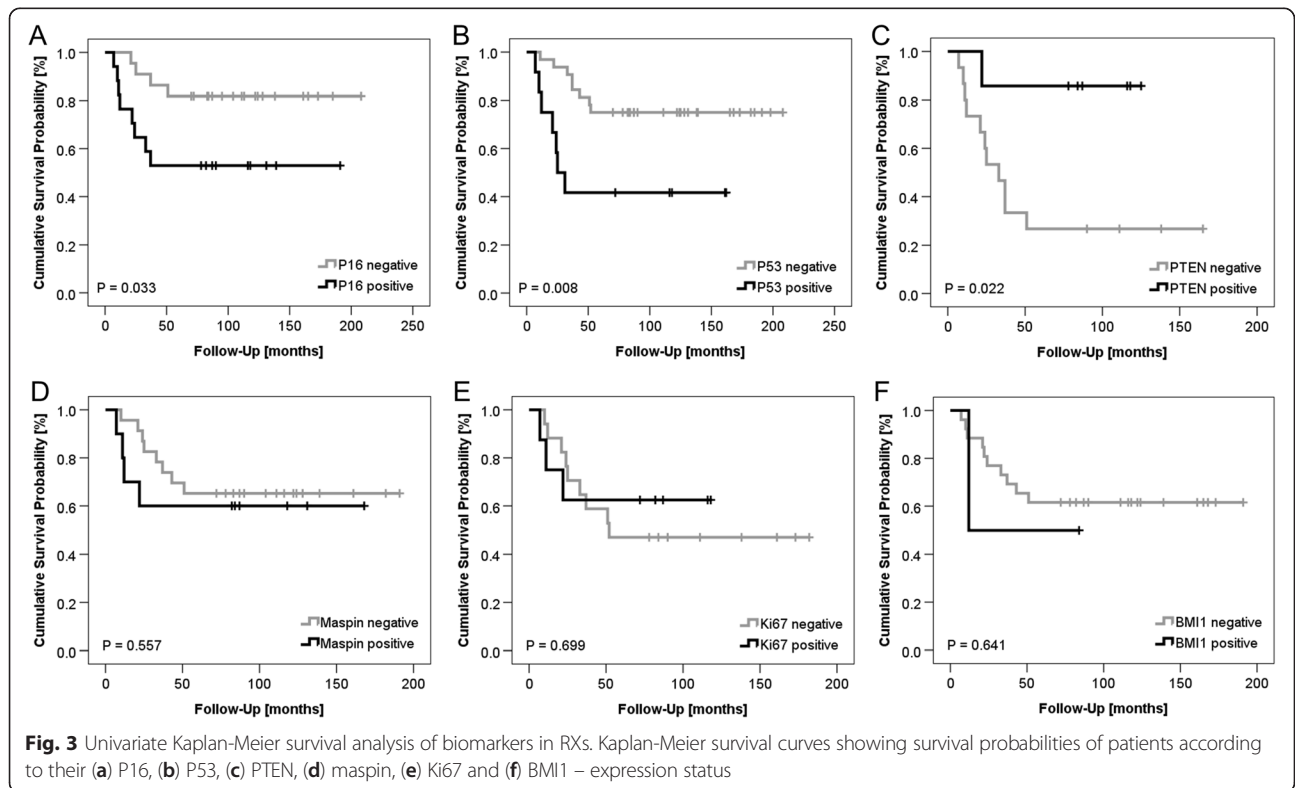 A
Cumulative Survival Probability [%]
1.0
0.8
0.6
0.4
0.2
0.0
P16 negative
P16 positive
P = 0.033
0 50 100 150 200 250
Follow-Up [months]
B
Cumulative Survival Probability [%]
1.0
0.8
0.6
0.4
0.2
0.0
P53 negative
P53 positive
P = 0.008
0 50 100 150 200 250
Follow-Up [months]
C
Cumulative Survival Probability [%]
1.0
0.8
0.6
0.4
0.2
0.0
PTEN negative
PTEN positive
P = 0.022
0 50 100 150 200
Follow-Up [months]
D
Cumulative Survival Probability [%]
1.0
0.8
0.6
0.4
0.2
0.0
Maspin negative
Maspin positive
P = 0.557
0 50 100 150 200
Follow-Up [months]
E
Cumulative Survival Probability [%]
1.0
0.8
0.6
0.4
0.2
0.0
Ki67 negative
Ki67 positive
P = 0.699
0 50 100 150 200
Follow-Up [months]
F
Cumulative Survival Probability [%]
1.0
0.8
0.6
0.4
0.2
0.0
BMI1 negative
BMI1 positive
P = 0.641
0 50 100 150 200
Follow-Up [months]
Fig. 3 Univariate Kaplan-Meier survival analysis of biomarkers in RXs. Kaplan-Meier survival curves showing survival probabilities of patients according
to their (a) P16, (b) P53, (c) PTEN, (d) maspin, (e) Ki67 and (f) BMI1 – expression status